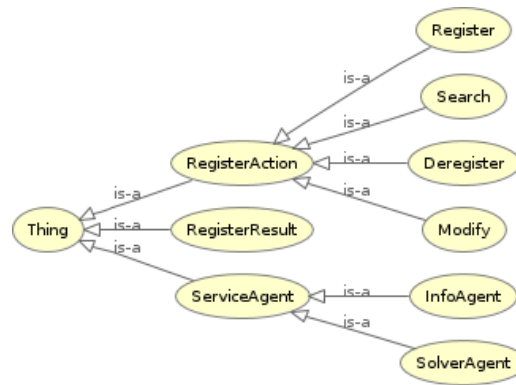 Register
is-a
Search
is-a
RegisterAction
is-a
Deregister
is-a
is-a
Thing
is-a
RegisterResult
Modify
is-a
ServiceAgent
is-a
InfoAgent
is-a
SolverAgent